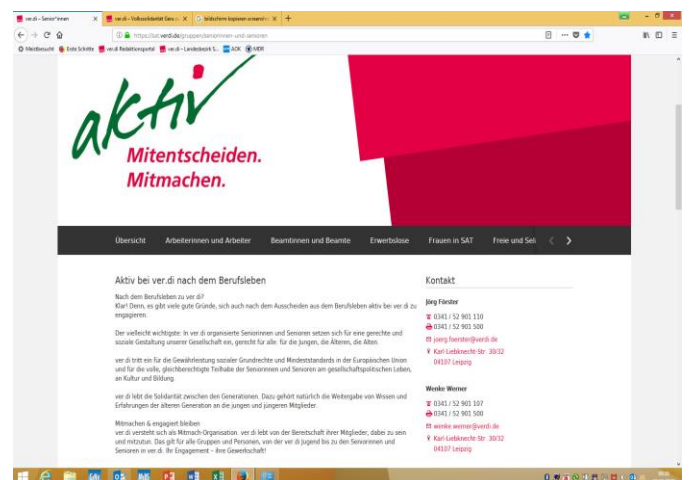 ver.di – Senior*innen
ver.di – Volkssolidarität Gera
bildschirm kopieren screensh
https://sat.verdi.de/gruppen/seniorinnen-und-senioren
Meistbesucht Erste Schritte ver.di Redaktionsportal ver.di – Landesbezirk S... AOK MDR
aktiv
Mitentscheiden.
Mitmachen.
Übersicht Arbeiterinnen und Arbeiter Beamtinnen und Beamte Erwerbslose Frauen in SAT Freie und Sel
Aktiv bei ver.di nach dem Berufsleben
Nach dem Berufsleben zu ver.di?
Klar! Denn, es gibt viele gute Gründe, sich auch nach dem Ausscheiden aus dem Berufsleben aktiv bei ver.di zu
engagieren.
Der vielleicht wichtigste: In ver.di organisierte Seniorinnen und Senioren setzen sich für eine gerechte und
soziale Gestaltung unserer Gesellschaft ein, gerecht für alle: für die Jungen, die Älteren, die Alten.
ver.di tritt ein für die Gewährleistung sozialer Grundrechte und Mindeststandards in der Europäischen Union
und für die volle, gleichberechtigte Teilhabe der Seniorinnen und Senioren am gesellschaftspolitischen Leben,
an Kultur und Bildung.
ver.di lebt die Solidarität zwischen den Generationen. Dazu gehört natürlich die Weitergabe von Wissen und
Erfahrungen der älteren Generation an die jungen und jüngeren Mitglieder.
Mitmachen & engagiert bleiben
ver.di versteht sich als Mitmach-Organisation. ver.di lebt von der Bereitschaft ihrer Mitglieder, dabei zu sein
und mitzutun. Das gilt für alle Gruppen und Personen, von der ver.di Jugend bis zu den Seniorinnen und
Senioren in ver.di. Ihr Engagement – ihre Gewerkschaft!
Kontakt
Jörg Förster
0341 / 52 901 110
0341 / 52 901 500
joerg.foerster@verdi.de
Karl-Liebknecht-Str. 30/32
04107 Leipzig
Wenke Werner
0341 / 52 901 107
0341 / 52 901 500
wenke.werner@verdi.de
Karl-Liebknecht-Str. 30/32
04107 Leipzig